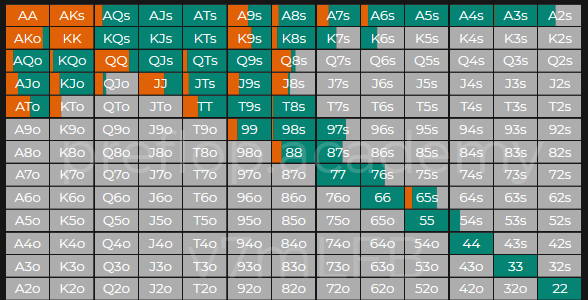 AA AKs AQs AJs ATs A9s A8s A7s A6s A5s A4s A3s A2s
AKo KK KQs KJs KTs K9s K8s K7s K6s K5s K4s K3s K2s
AQo KQo QQ QJs QTs Q9s Q8s Q7s Q6s Q5s Q4s Q3s Q2s
AJo KJo QJo JJ JTs J9s J8s J7s J6s J5s J4s J3s J2s
ATo KTo QTo JTo TT T9s T8s T7s T6s T5s T4s T3s T2s
A9o K9o Q9o J9o T9o 99 98s 97s 96s 95s 94s 93s 92s
A8o K8o Q8o J8o T8o 98o 88 87s 86s 85s 84s 83s 82s
preflop.academy
A7o K7o Q7o J7o T7o 97o 87o 77 76s 75s 74s 73s 72s
A6o K6o Q6o J6o T6o 96o 86o 76o 66 65s 64s 63s 62s
A5o K5o Q5o J5o T5o 95o 85o 75o 65o 55 54s 53s 52s
A4o K4o Q4o J4o T4o 94o 84o 74o 64o 54o 44 43s 42s
A3o K3o Q3o J3o T3o 93o 83o 73o 63o 53o 43o 33 32s
A2o K2o Q2o J2o T2o 92o 82o 72o 62o 52o 42o 32o 22